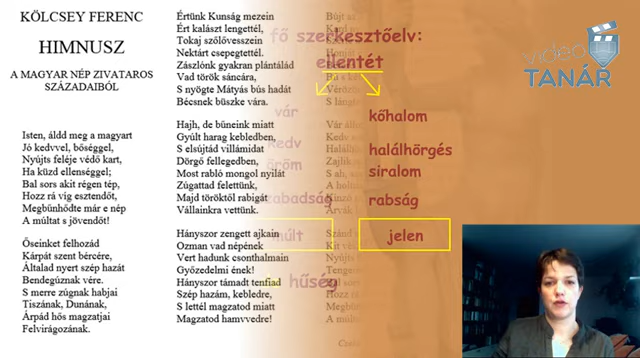 KÖLCSEY FERENC
HIMNUSZ
A MAGYAR NÉP ZIVATAROS
SZÁZADAIBÓL
Isten, áldd meg a magyart
Jó kedvvel, bőséggel,
Nyújts feléje védő kart,
Ha küzd ellenséggel;
Bal sors akit régen tép,
Hozz rá víg esztendőt,
Megbűnhődte már e nép
A múltat s jövendőt!
Őseinket felhozád
Kárpát szent bércére,
Általad nyert szép hazát
Bendegúznak vére.
S merre zúgnak habjai
Tiszának, Dunának,
Árpád hős magzatjai
Felvirágozának.
Értünk Kunság mezein
Ért kalászt lengettél,
Tokaj szőlővesszein
Nektárt csepegtettél.
Zászlónk gyakran plántálád
Vad török sáncára,
S nyögte Mátyás bús hadát
Bécsnek büszke vára.
Hajh, de bűneink miatt
Gyúlt harag kebledben,
S elsújtád villámidat
Dörgő fellegedben,
Most rabló mongol nyilát
Zúgattad felettünk,
Majd töröktől rabigát
Vállainkra vettünk.
Hányszor zengett ajkain
Ozman vad népének
Vert hadunk csonthalmain
Győzedelmi ének!
Hányszor támadt tenfiad
Szép hazám, kebledre,
S lettél magzatod miatt
Magzatod hamvvedre!
fő szerkesztőelv:
ellentét
vár
kőhalom
kedv
halálhörgés
öröm
siralom
szabadság
rabság
múlt
jelen
hűség
video
TANÁR